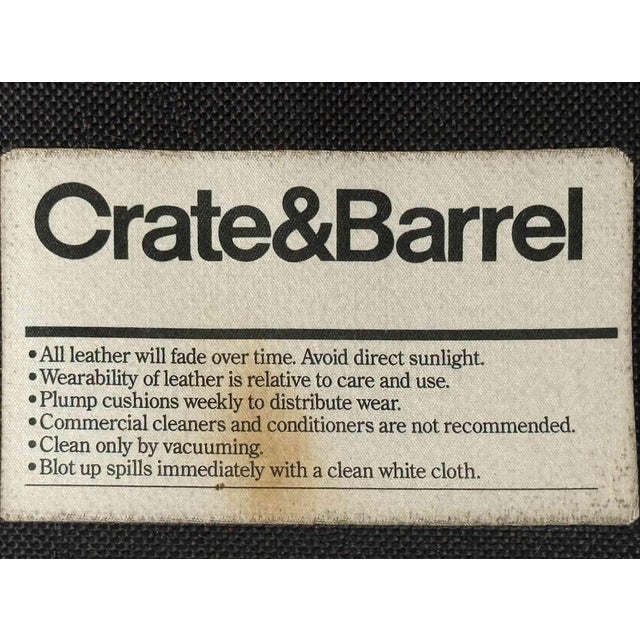 Crate&Barrel
•All leather will fade over time. Avoid direct sunlight.
•Wearability of leather is relative to care and use.
•Plump cushions weekly to distribute wear.
•Commercial cleaners and conditioners are not recommended.
•Clean only by vacuuming.
•Blot up spills immediately with a clean white cloth.